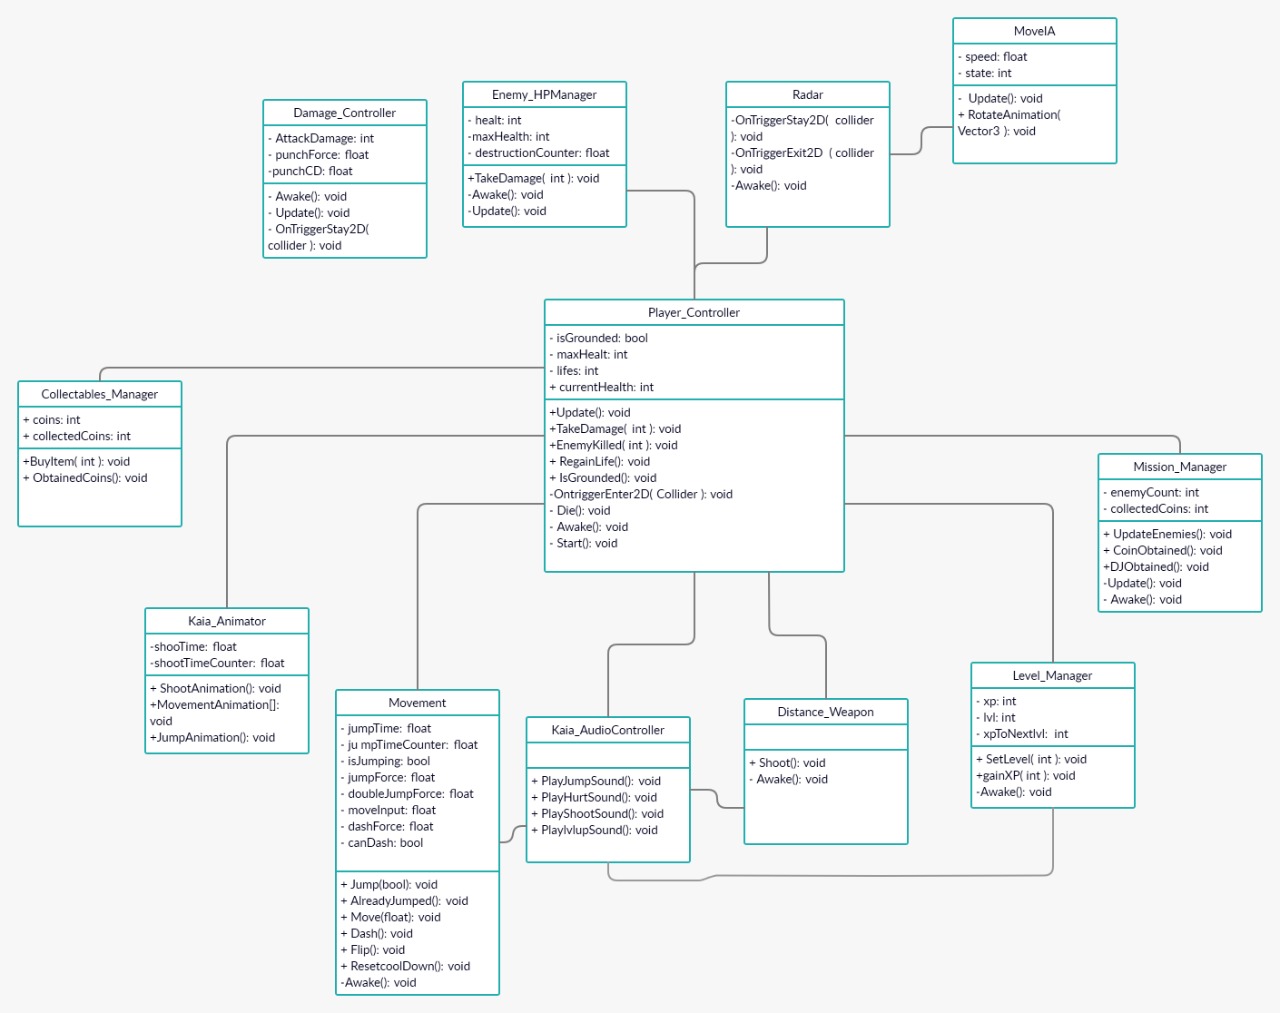 MoveIA
- speed: float
- state: int
- Update(): void
+ RotateAnimation(
Vector3 ): void
Radar
-OnTriggerStay2D( collider
): void
-OnTriggerExit2D ( collider
): void
-Awake(): void
Enemy_HPManager
- healt: int
-maxHealth: int
- destructionCounter: float
+TakeDamage( int ): void
-Awake(): void
-Update(): void
Damage_Controller
- AttackDamage: int
- punchForce: float
-punchCD: float
- Awake(): void
- Update(): void
- OnTriggerStay2D(
collider ): void
Player_Controller
- isGrounded: bool
- maxHealt: int
- lifes: int
+ currentHealth: int
+Update(): void
+TakeDamage( int ): void
+EnemyKilled( int ): void
+ RegainLife(): void
+ IsGrounded(): void
-OntriggerEnter2D( Collider ): void
- Die(): void
- Awake(): void
- Start(): void
Collectables_Manager
+ coins: int
+ collectedCoins: int
+BuyItem( int ): void
+ ObtainedCoins(): void
Mission_Manager
- enemyCount: int
- collectedCoins: int
+ UpdateEnemies(): void
+ CoinObtained(): void
+DJObtained(): void
-Update(): void
- Awake(): void
Kaia_Animator
-shooTime: float
-shootTimeCounter: float
+ ShootAnimation(): void
+MovementAnimation[]:
void
+JumpAnimation(): void
Movement
- jumpTime: float
- ju mpTimeCounter: float
- isJumping: bool
- jumpForce: float
- doubleJumpForce: float
- moveInput: float
- dashForce: float
- canDash: bool
+ Jump(bool): void
+ AlreadyJumped(): void
+ Move(float): void
+ Dash(): void
+ Flip(): void
+ ResetcoolDown(): void
-Awake(): void
Kaia_AudioController
+ PlayJumpSound(): void
+ PlayHurtSound(): void
+ PlayShootSound(): void
+ PlaylvlupSound(): void
Distance_Weapon
+ Shoot(): void
- Awake(): void
Level_Manager
- xp: int
- lvl: int
- xpToNextlvl: int
+ SetLevel( int ): void
+gainXP( int ): void
-Awake(): void